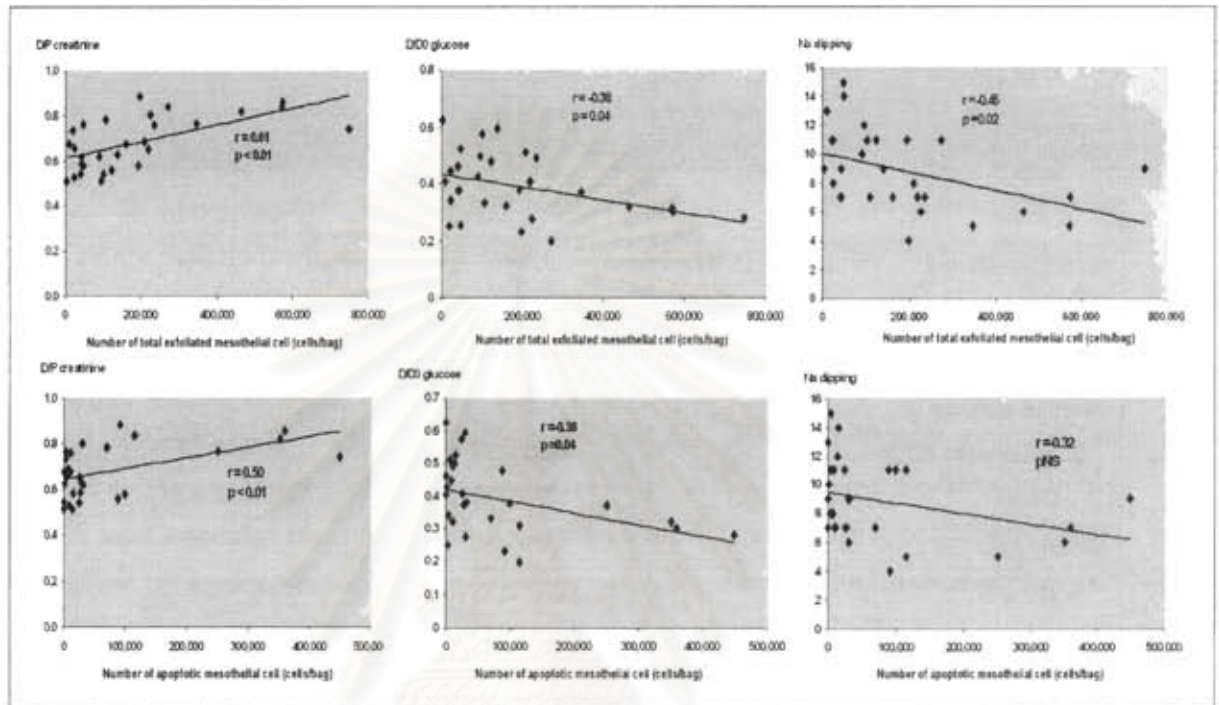 D/P creatinine
1.0
0.8
0.6
0.4
0.2
0.0
r=0.61
p<0.01
0 200,000 400,000 600,000 800,000
Number of total exfoliated mesothelial cell (cells/bag)
D/D0 glucose
0.8
0.6
0.4
0.2
0
r=-0.38
p=0.04
0 200,000 400,000 600,000 800,000
Number of total exfoliated mesothelial cell (cells/bag)
Na dipping
16
14
12
10
8
6
4
2
0
r=-0.45
p=0.02
0 200,000 400,000 600,000 800,000
Number of total exfoliated mesothelial cell (cells/bag)
D/P creatinine
1.0
0.8
0.6
0.4
0.2
0.0
r=0.50
p<0.01
0 100,000 200,000 300,000 400,000 500,000
Number of apoptotic mesothelial cell (cells/bag)
D/D0 glucose
0.7
0.6
0.5
0.4
0.3
0.2
0.1
0
r=-0.38
p=0.04
0 100,000 200,000 300,000 400,000 500,000
Number of apoptotic mesothelial cell (cells/bag)
Na dipping
16
14
12
10
8
6
4
2
0
r=-0.32
pNS
0 100,000 200,000 300,000 400,000 500,000
Number of apoptotic mesothelial cell (cells/bag)